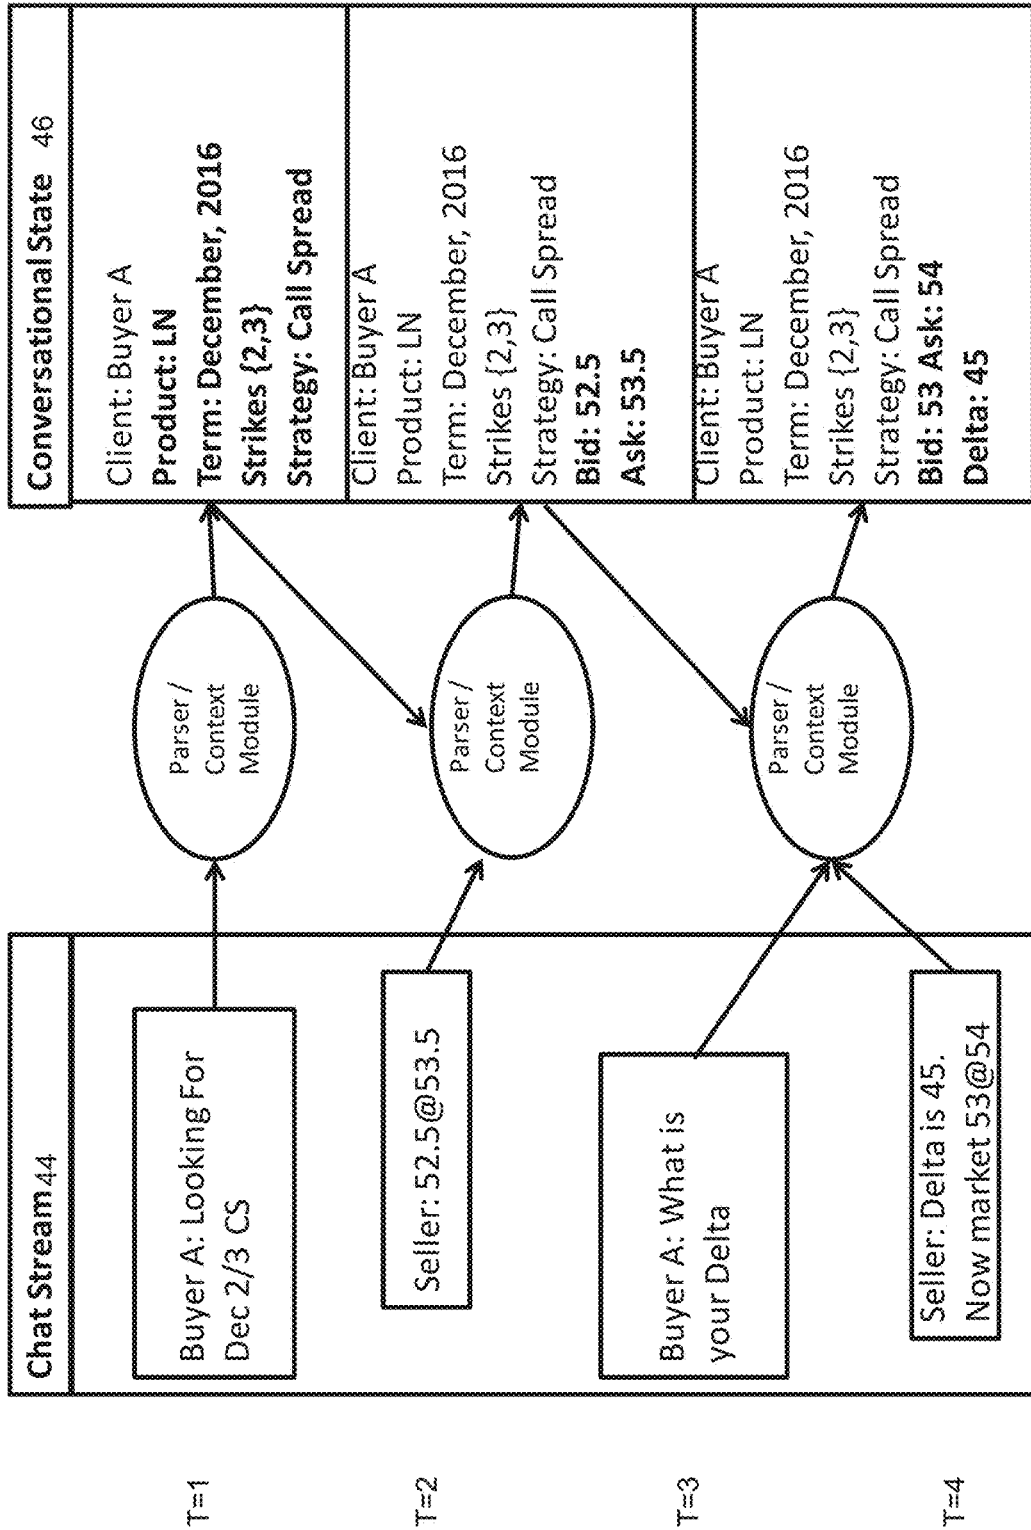 Chat Stream 44
Conversational State 46
T=1
Buyer A: Looking For
Dec 2/3 CS
Parser /
Context
Module
Client: Buyer A
Product: LN
Term: December, 2016
Strikes {2,3}
Strategy: Call Spread
T=2
Seller: 52.5@53.5
Parser /
Context
Module
Client: Buyer A
Product: LN
Term: December, 2016
Strikes {2,3}
Strategy: Call Spread
Bid: 52.5
Ask: 53.5
T=3
Buyer A: What is
your Delta
Parser /
Context
Module
Client: Buyer A
Product: LN
Term: December, 2016
Strikes {2,3}
Strategy: Call Spread
Bid: 53 Ask: 54
Delta: 45
T=4
Seller: Delta is 45.
Now market 53@54